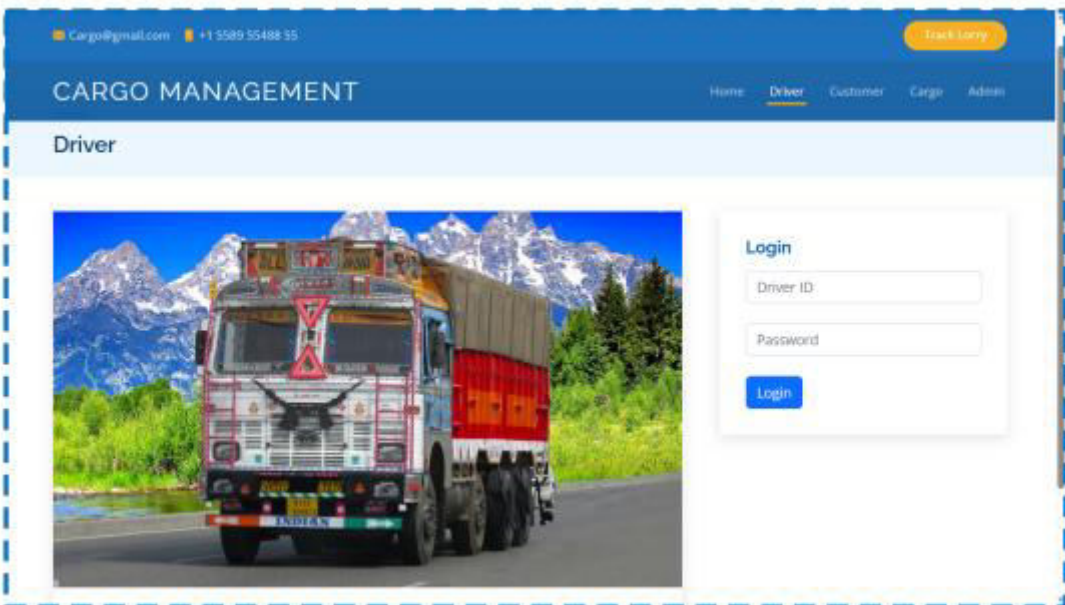 Cargo@gmail.com +1 5589 55488 55
Track Lorry
CARGO MANAGEMENT
Home Driver Customer Cargo Admin
Driver
Login
Driver ID
Password
Login
INDIAN